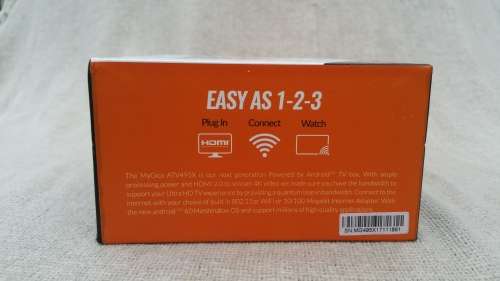 EASY AS 1-2-3
Plug In Connect Watch
HDMI
The MyGica ATV495X is our next generation Powered by Android™ TV box. With ample
processing power and HDMI 2.0 to deliver 4K video we made sure you have the bandwidth to
support your Ultra HD TV experience by providing a quantum users bandwidth. Connect to the
internet with your choice of built in 802.11ac WiFi or 10/100 Megabit Internet Adapter. With
the new android™ 6.0 Marshmallow OS and support millions of high quality applications.
SN:MG495X17111861